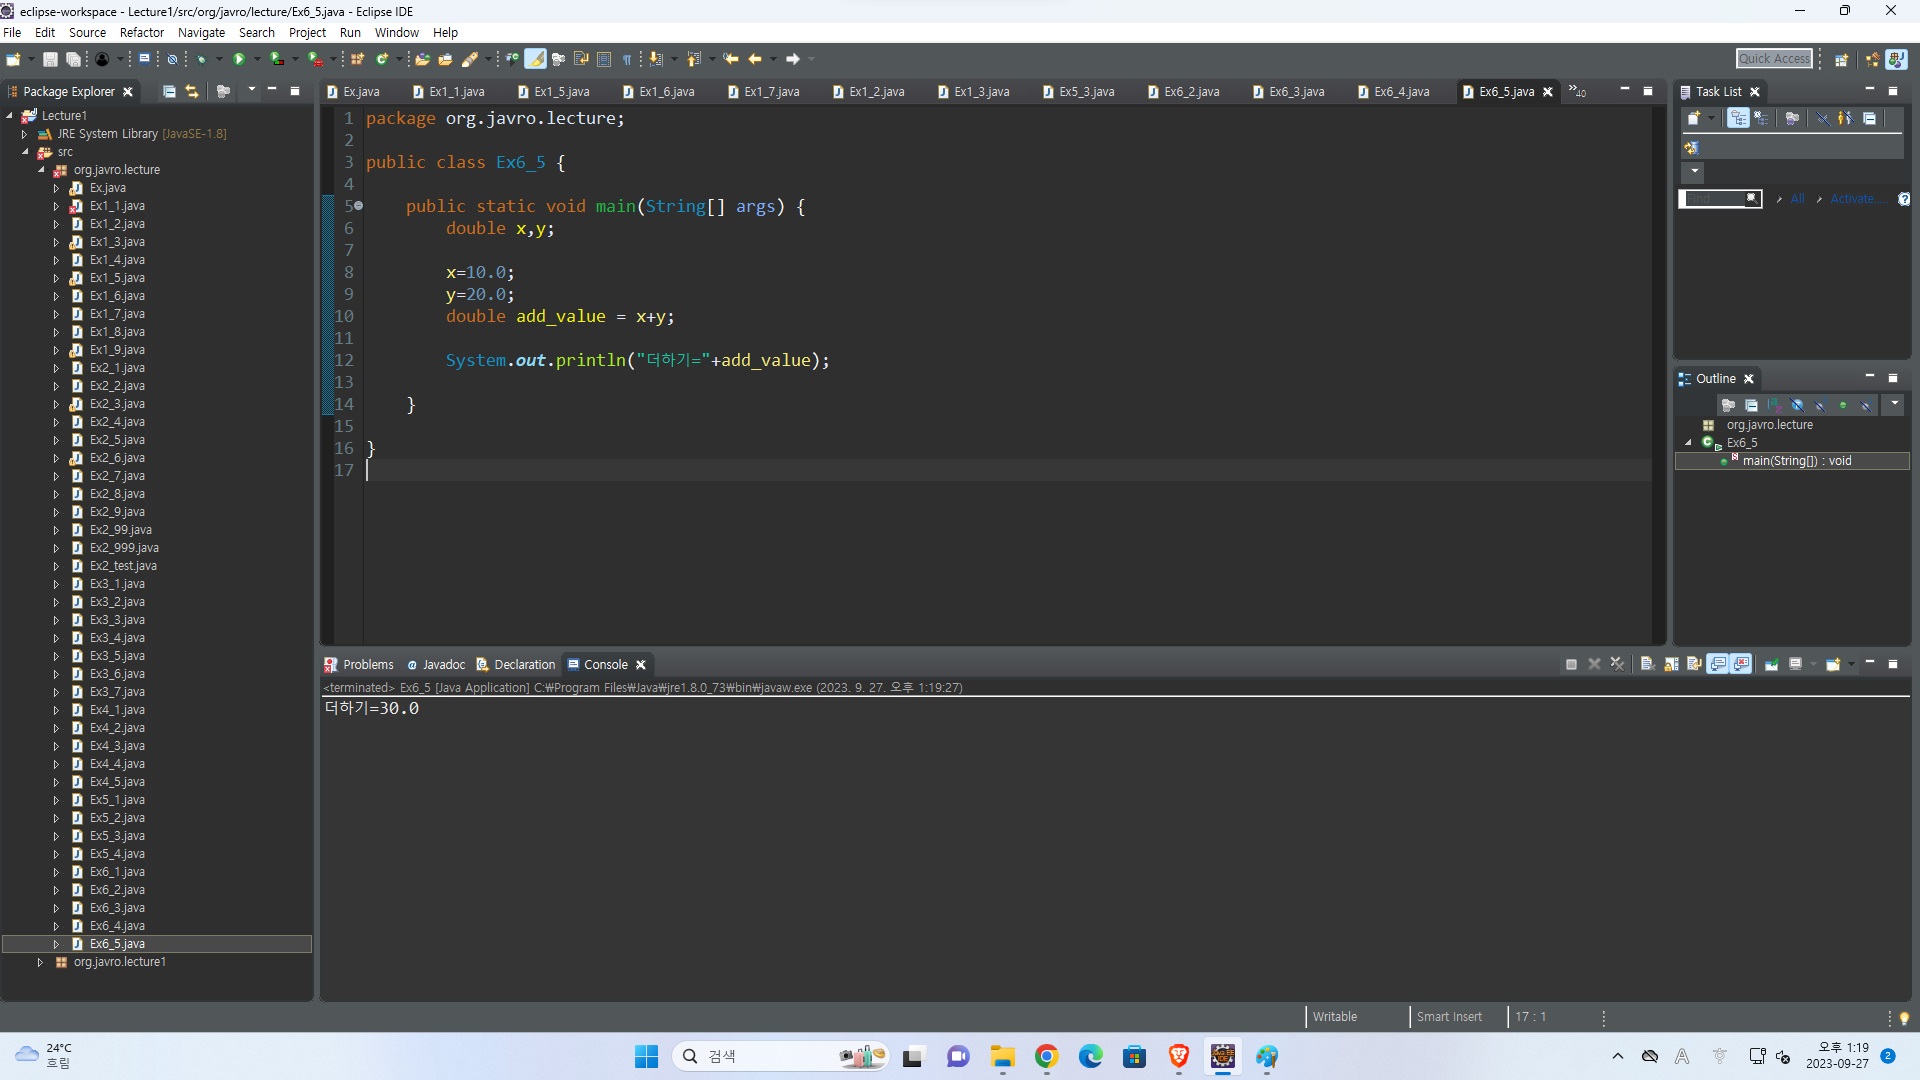 eclipse-workspace - Lecture1/src/org/javro/lecture/Ex6_5.java - Eclipse IDE
File Edit Source Refactor Navigate Search Project Run Window Help
Quick Access
Package Explorer
Lecture1
JRE System Library [JavaSE-1.8]
src
org.javro.lecture
Ex.java
Ex1_1.java
Ex1_2.java
Ex1_3.java
Ex1_4.java
Ex1_5.java
Ex1_6.java
Ex1_7.java
Ex1_8.java
Ex1_9.java
Ex2_1.java
Ex2_2.java
Ex2_3.java
Ex2_4.java
Ex2_5.java
Ex2_6.java
Ex2_7.java
Ex2_8.java
Ex2_9.java
Ex2_99.java
Ex2_999.java
Ex2_test.java
Ex3_1.java
Ex3_2.java
Ex3_3.java
Ex3_4.java
Ex3_5.java
Ex3_6.java
Ex3_7.java
Ex4_1.java
Ex4_2.java
Ex4_3.java
Ex4_4.java
Ex4_5.java
Ex5_1.java
Ex5_2.java
Ex5_3.java
Ex5_4.java
Ex6_1.java
Ex6_2.java
Ex6_3.java
Ex6_4.java
Ex6_5.java
org.javro.lecture1
Ex.java Ex1_1.java Ex1_5.java Ex1_6.java Ex1_7.java Ex1_2.java Ex1_3.java Ex5_3.java Ex6_2.java Ex6_3.java Ex6_4.java Ex6_5.java »40
1 package org.javro.lecture;
2
3 public class Ex6_5 {
4
5 public static void main(String[] args) {
6 double x,y;
7
8 x=10.0;
9 y=20.0;
10 double add_value = x+y;
11
12 System.out.println("더하기="+add_value);
13
14 }
15
16 }
17
Task List
Find All Activate...
Outline
org.javro.lecture
Ex6_5
main(String[]) : void
Problems Javadoc Declaration Console
<terminated> Ex6_5 [Java Application] C:₩Program Files₩Java₩jre1.8.0_73₩bin₩javaw.exe (2023. 9. 27. 오후 1:19:27)
더하기=30.0
Writable Smart Insert 17 : 1
24°C
흐림
검색
오후 1:19
2023-09-27
2